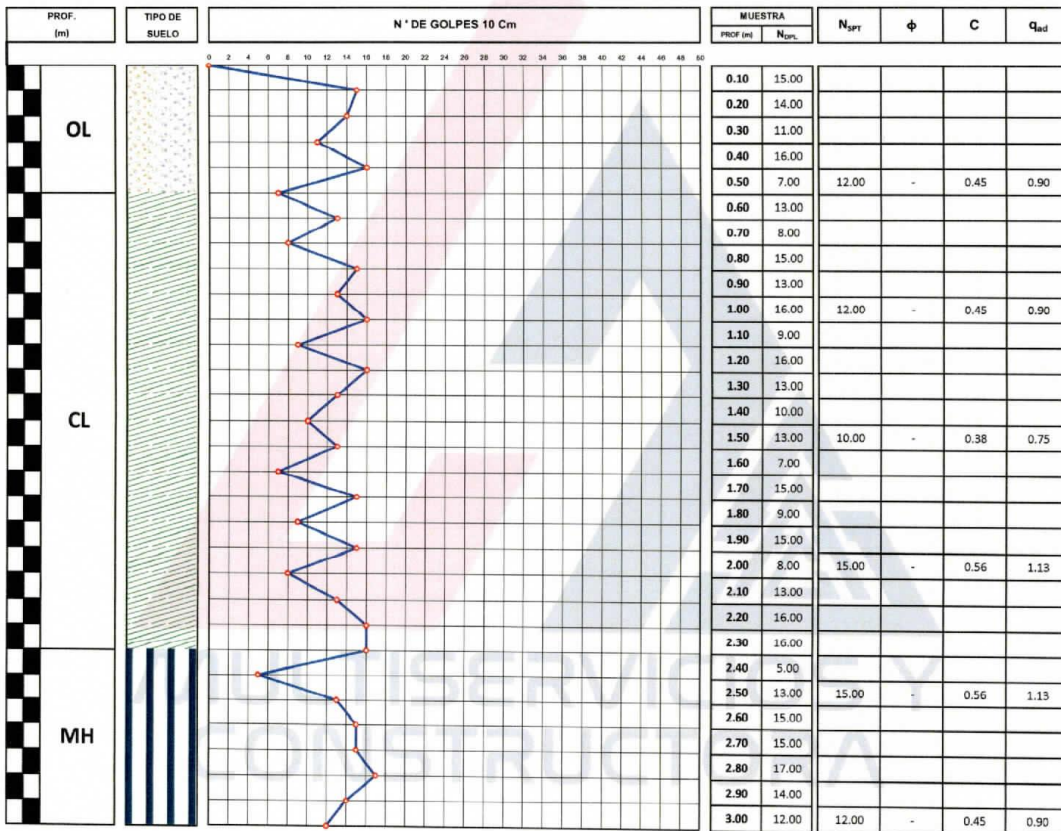 PROF. (m) TIPO DE SUELO N ° DE GOLPES 10 Cm MUESTRA N_SPT ϕ C q_ad
PROF (m) N_DPL
0 2 4 6 8 10 12 14 16 18 20 22 24 26 28 30 32 34 36 38 40 42 44 46 48 50 52 54 56 58 60
0.10 15.00
0.20 14.00
OL 0.30 11.00
0.40 16.00
0.50 7.00 12.00 - 0.45 0.90
0.60 13.00
0.70 8.00
0.80 15.00
0.90 13.00
1.00 16.00 12.00 - 0.45 0.90
1.10 9.00
1.20 16.00
1.30 13.00
CL 1.40 10.00
1.50 13.00 10.00 - 0.38 0.75
1.60 7.00
1.70 15.00
1.80 9.00
1.90 15.00
2.00 8.00 15.00 - 0.56 1.13
2.10 13.00
2.20 16.00
2.30 16.00
2.40 5.00
MULTISERVICIOS Y
2.50 13.00 15.00 - 0.56 1.13
2.60 15.00
MH 2.70 15.00
CONSTRUCTORA
2.80 17.00
2.90 14.00
3.00 12.00 12.00 - 0.45 0.90